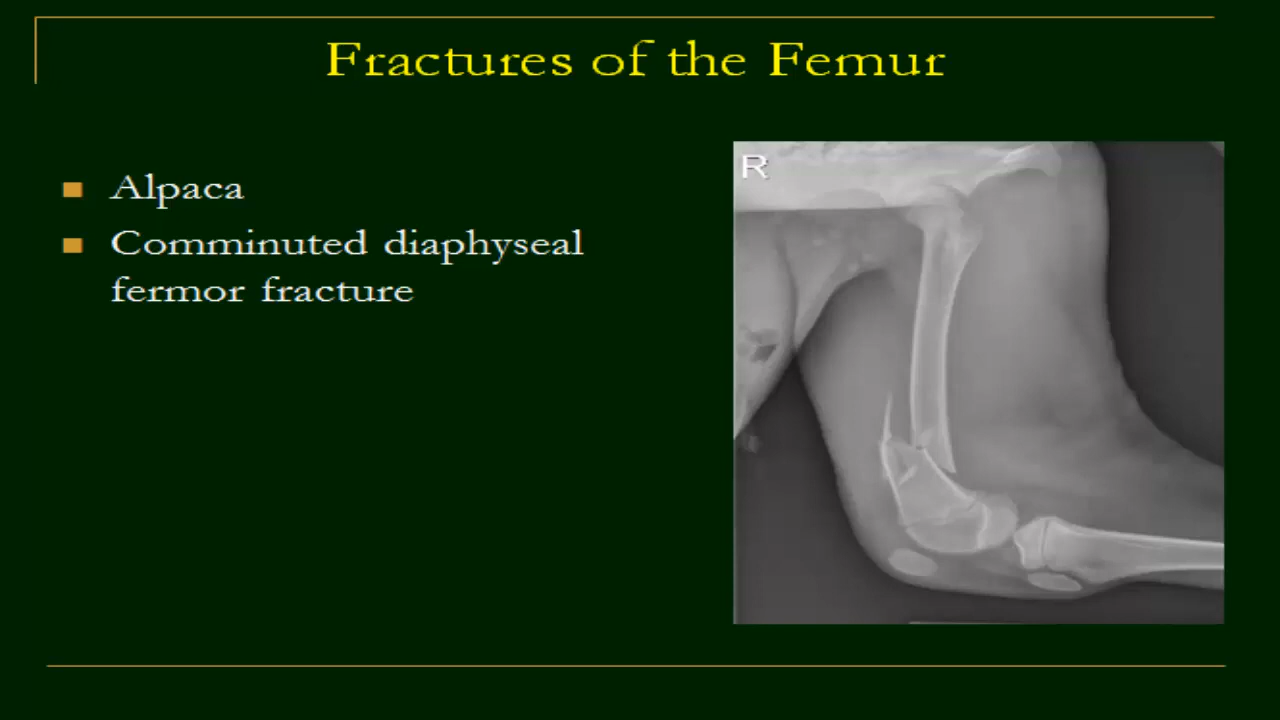 Fractures of the Femur
Alpaca
Comminuted diaphyseal
fermor fracture
R